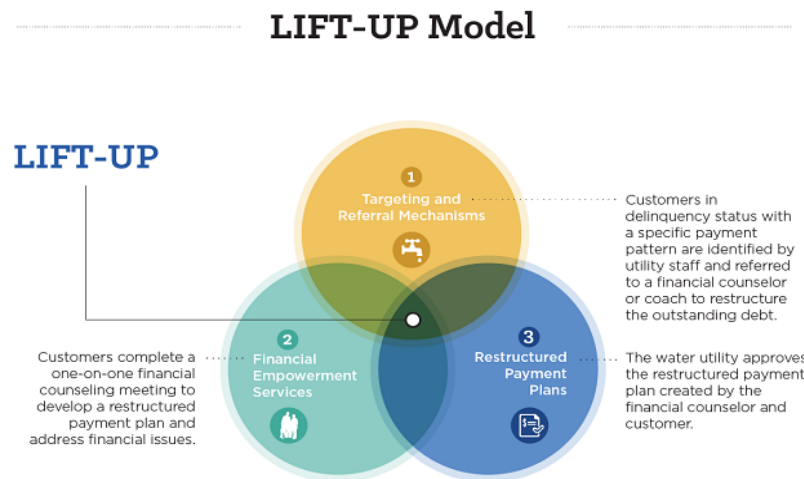 LIFT-UP Model
LIFT-UP
1
Targeting and
Referral Mechanisms
Customers in
delinquency status with
a specific payment
pattern are identified by
utility staff and referred
to a financial counselor
or coach to restructure
the outstanding debt.
2
Financial
Empowerment
Services
Customers complete a
one-on-one financial
counseling meeting to
develop a restructured
payment plan and
address financial issues.
3
Restructured
Payment
Plans
The water utility approves
the restructured payment
plan created by the
financial counselor and
customer.